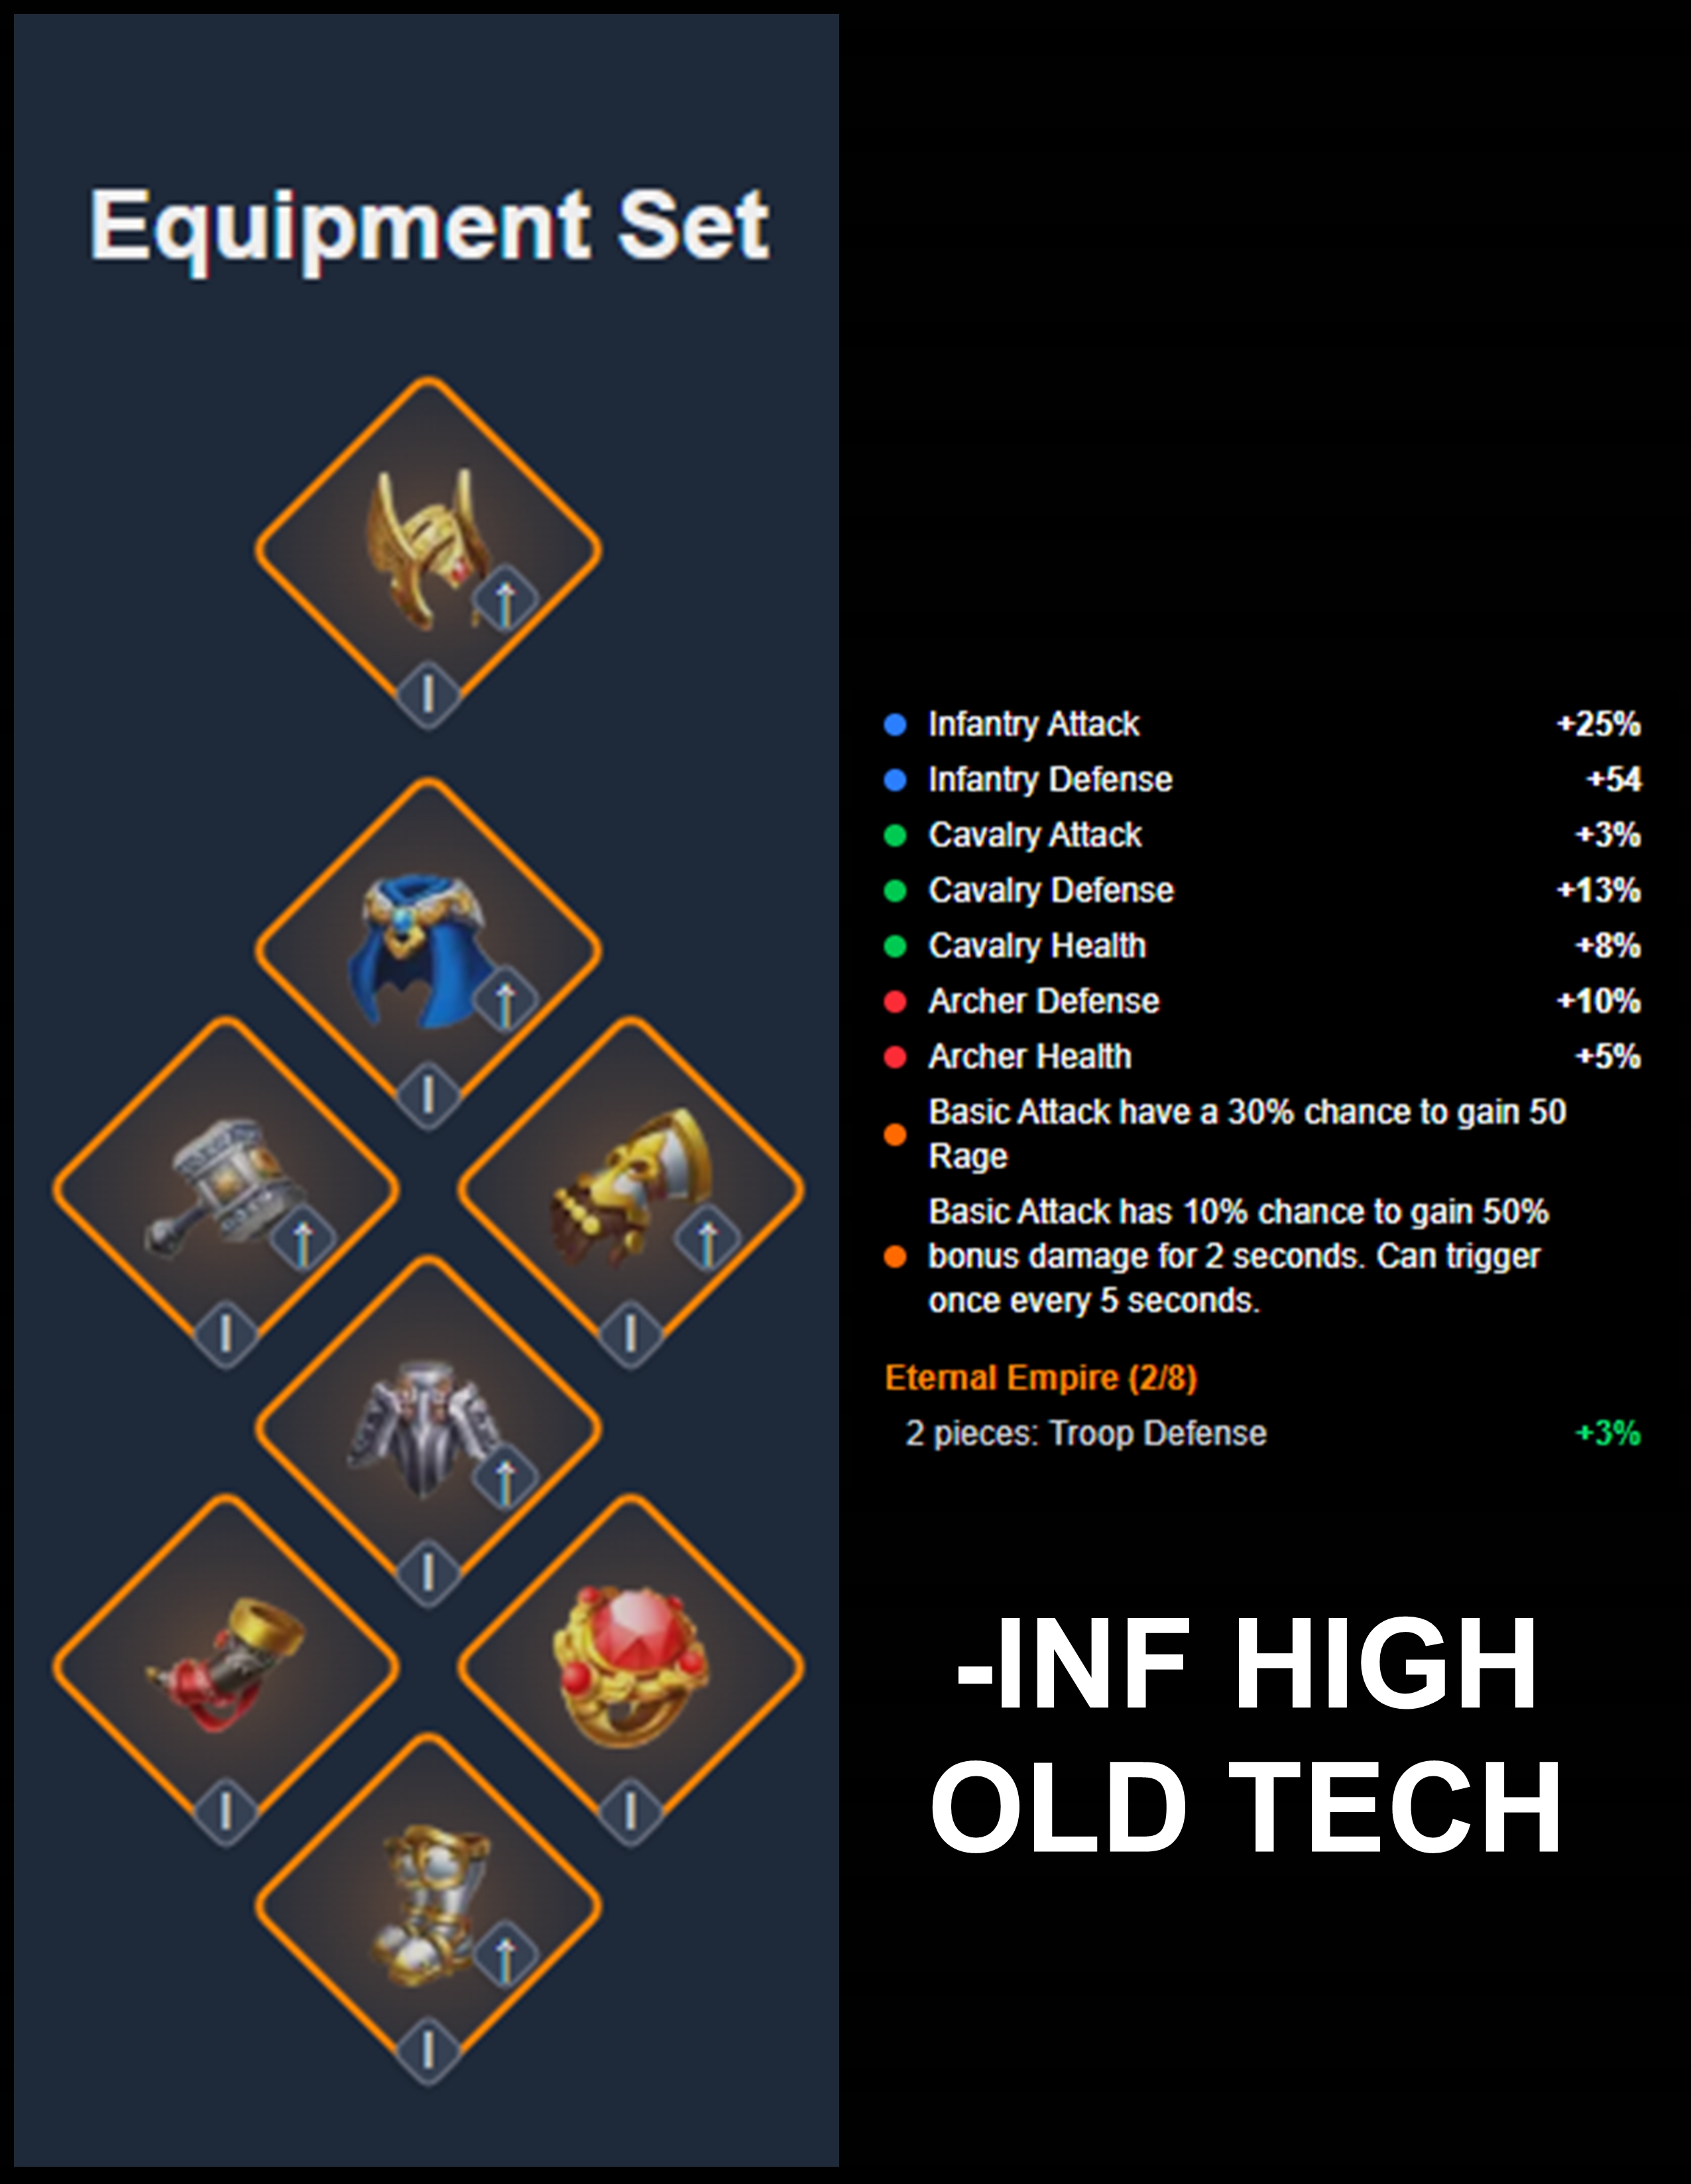 Equipment Set
I
I
I
I
I
I
I
I
Infantry Attack +25%
Infantry Defense +54
Cavalry Attack +3%
Cavalry Defense +13%
Cavalry Health +8%
Archer Defense +10%
Archer Health +5%
Basic Attack have a 30% chance to gain 50
Rage
Basic Attack has 10% chance to gain 50%
bonus damage for 2 seconds. Can trigger
once every 5 seconds.
Eternal Empire (2/8)
2 pieces: Troop Defense +3%
-INF HIGH
OLD TECH